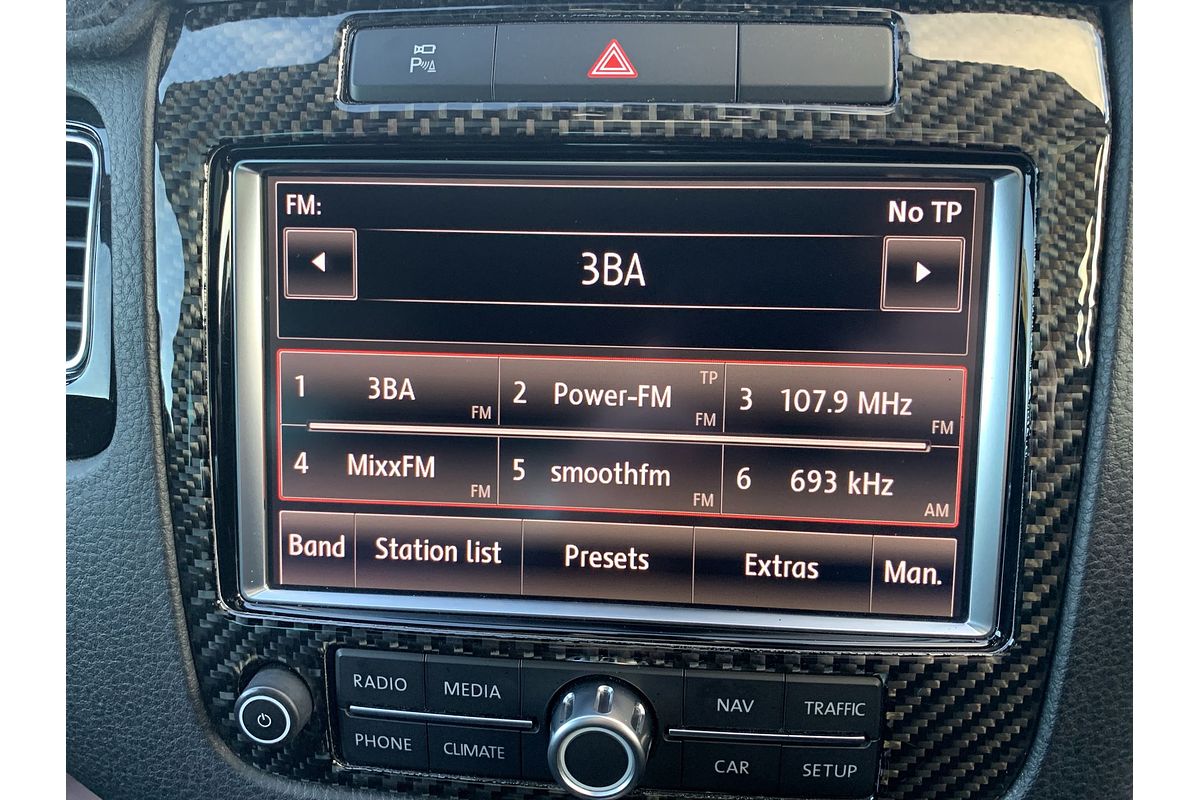 P
FM:
No TP
3BA
1 3BA FM
2 Power-FM TP FM
3 107.9 MHz FM
4 MixxFM FM
5 smoothfm FM
6 693 kHz AM
Band Station list Presets Extras Man.
RADIO MEDIA NAV TRAFFIC
PHONE CLIMATE CAR SETUP